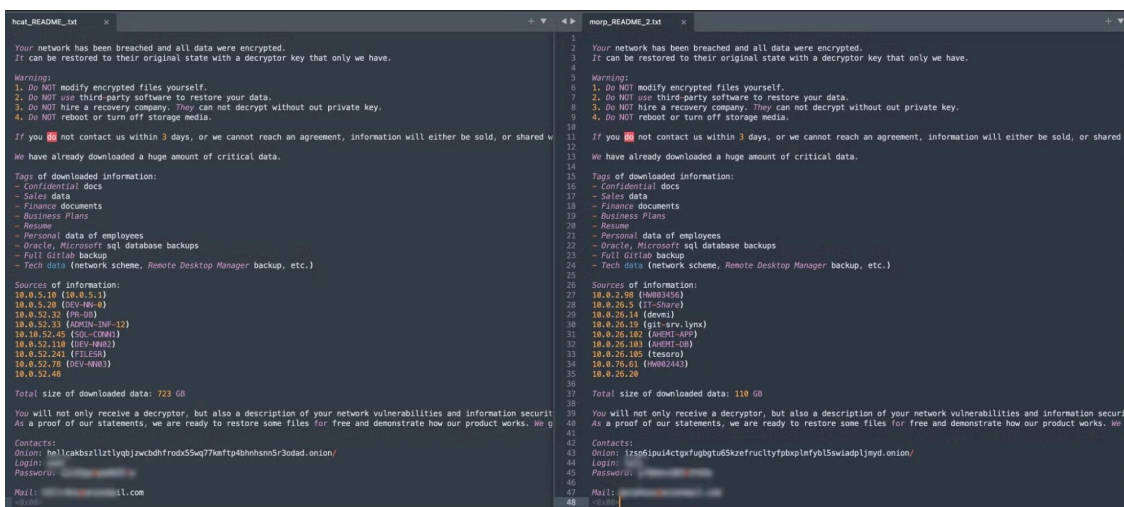 hcat_README_.txt
Your network has been breached and all data were encrypted.
It can be restored to their original state with a decryptor key that only we have.
Warning:
1. Do NOT modify encrypted files yourself.
2. Do NOT use third-party software to restore your data.
3. Do NOT hire a recovery company. They can not decrypt without out private key.
4. Do NOT reboot or turn off storage media.
If you do not contact us within 3 days, or we cannot reach an agreement, information will either be sold, or shared w
We have already downloaded a huge amount of critical data.
Tags of downloaded information:
- Confidential docs
- Sales data
- Finance documents
- Business Plans
- Resume
- Personal data of employees
- Oracle, Microsoft sql database backups
- Full Gitlab backup
- Tech data (network scheme, Remote Desktop Manager backup, etc.)
Sources of information:
10.0.5.10 (10.0.5.1)
10.0.5.20 (DEV-NN-0)
10.0.52.32 (PR-DB)
10.0.52.33 (ADMIN-INF-12)
10.10.52.45 (SQL-CONN1)
10.0.52.110 (DEV-NN02)
10.0.52.241 (FILESR)
10.0.52.78 (DEV-NN03)
10.0.52.48
Total size of downloaded data: 723 GB
You will not only receive a decryptor, but also a description of your network vulnerabilities and information securit
As a proof of our statements, we are ready to restore some files for free and demonstrate how our product works. We g
Contacts:
Onion: hellcakbszllztlyqbjzwcbdhfrodx55wq77kmftp4bhnhsnn5r3odad.onion/
Login:
Password:
Mail: il.com
<0x00>
morp_README_2.txt
1
2 Your network has been breached and all data were encrypted.
3 It can be restored to their original state with a decryptor key that only we have.
4
5 Warning:
6 1. Do NOT modify encrypted files yourself.
7 2. Do NOT use third-party software to restore your data.
8 3. Do NOT hire a recovery company. They can not decrypt without out private key.
9 4. Do NOT reboot or turn off storage media.
10
11 If you do not contact us within 3 days, or we cannot reach an agreement, information will either be sold, or shared
12
13 We have already downloaded a huge amount of critical data.
14
15 Tags of downloaded information:
16 - Confidential docs
17 - Sales data
18 - Finance documents
19 - Business Plans
20 - Resume
21 - Personal data of employees
22 - Oracle, Microsoft sql database backups
23 - Full Gitlab backup
24 - Tech data (network scheme, Remote Desktop Manager backup, etc.)
25
26 Sources of information:
27 10.0.2.98 (HW003456)
28 10.0.26.5 (IT-Share)
29 10.0.26.14 (devmi)
30 10.0.26.19 (git-srv.lynx)
31 10.0.26.102 (AHEMI-APP)
32 10.0.26.103 (AHEMI-DB)
33 10.0.26.105 (tesoro)
34 10.0.76.61 (HW002443)
35 10.0.26.20
36
37 Total size of downloaded data: 110 GB
38
39 You will not only receive a decryptor, but also a description of your network vulnerabilities and information securi
40 As a proof of our statements, we are ready to restore some files for free and demonstrate how our product works. We
41
42 Contacts:
43 Onion: izsp6ipui4ctgxfugbgtu65kzefrucltyfpbxplmfybl5swiadpljmyd.onion/
44 Login:
45 Password:
46
47 Mail:
48 <0x00>